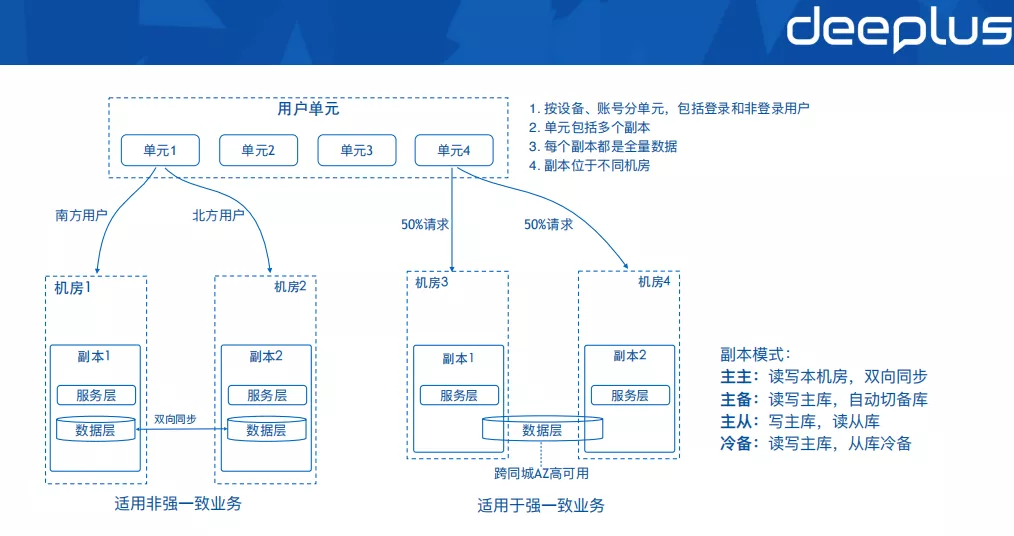 deeplus
用户单元
单元1
单元2
单元3
单元4
1. 按设备、账号分单元，包括登录和非登录用户
2. 单元包括多个副本
3. 每个副本都是全量数据
4. 副本位于不同机房
南方用户
北方用户
50%请求
50%请求
机房1
机房2
机房3
机房4
副本1
服务层
数据层
双向同步
副本2
服务层
数据层
副本1
服务层
副本2
服务层
数据层
跨同城AZ高可用
适用非强一致业务
适用于强一致业务
副本模式：
主主：读写本机房，双向同步
主备：读写主库，自动切备库
主从：写主库，读从库
冷备：读写主库，从库冷备